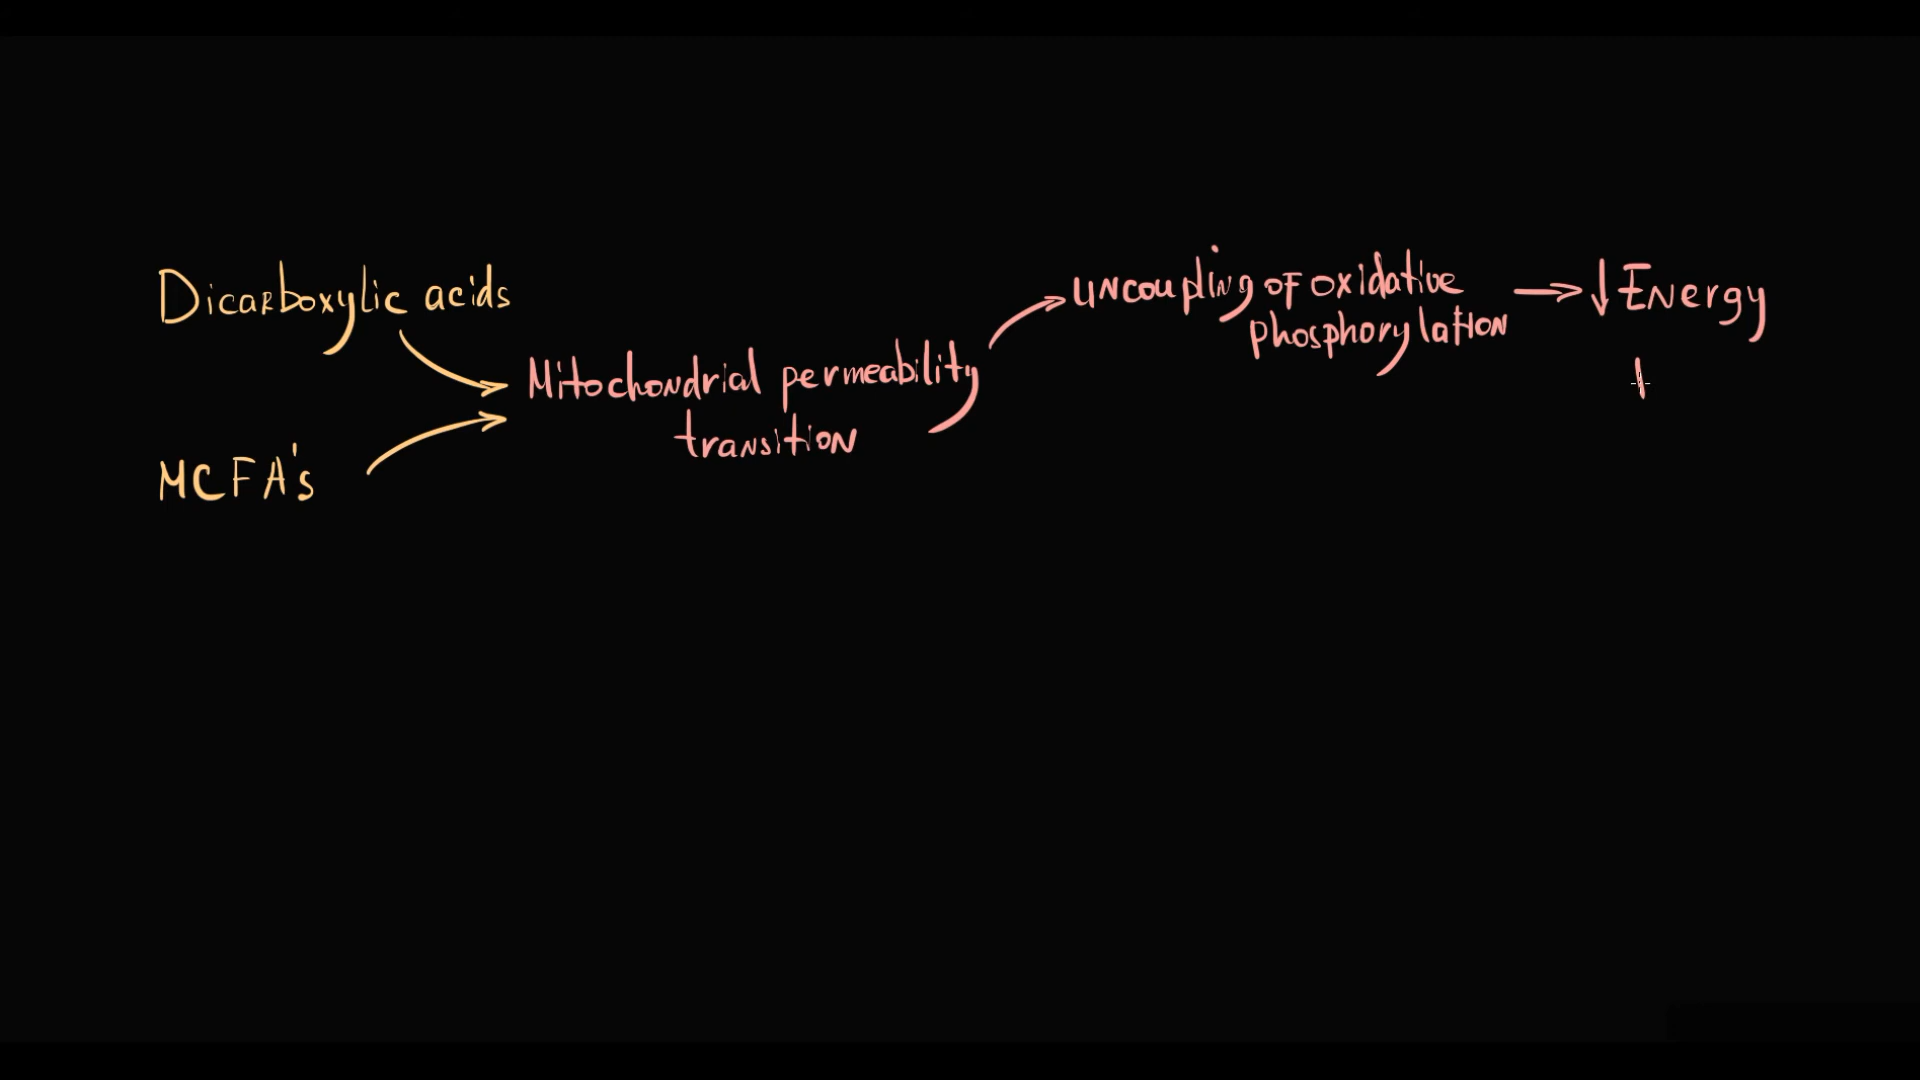 Dicarboxylic acids
MCFA's
Mitochondrial permeability
transition
uncoupling of oxidative
phosphorylation
↓ Energy